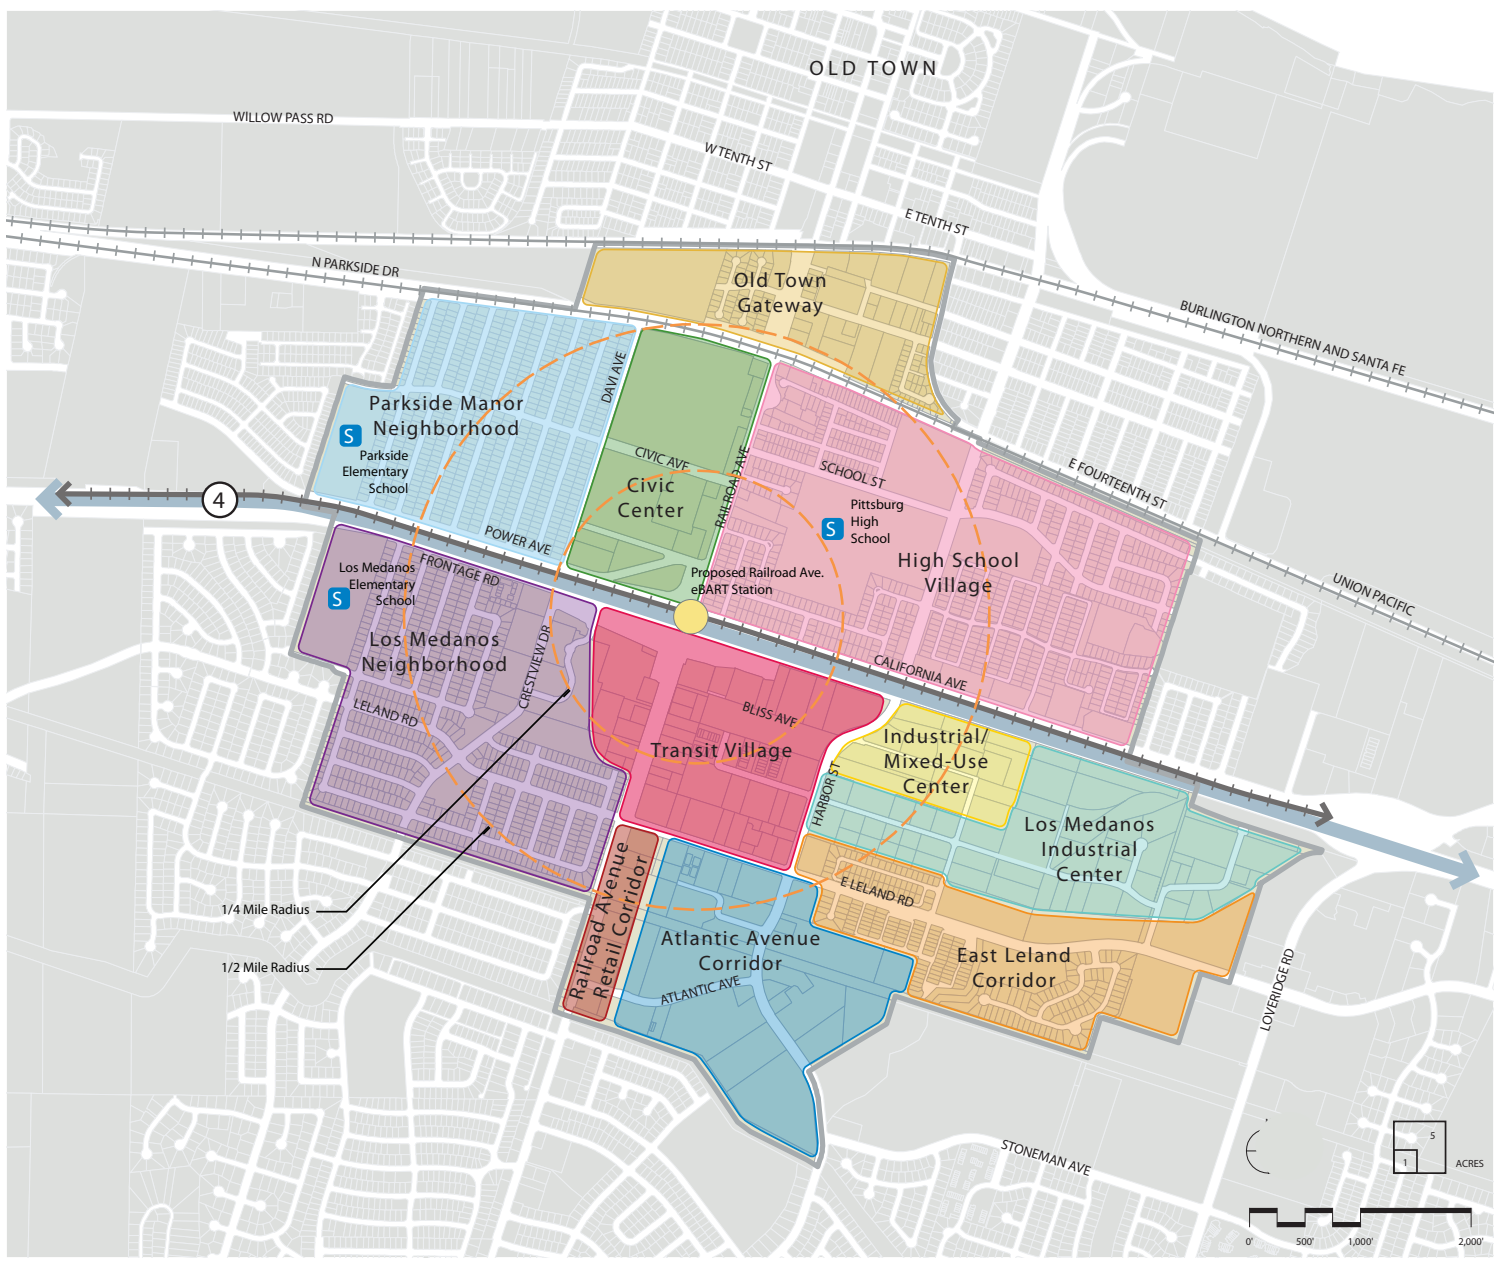 OLD TOWN
WILLOW PASS RD
W TENTH ST
E TENTH ST
N PARKSIDE DR
Old Town
Gateway
BURLINGTON NORTHERN AND SANTA FE
DAVI AVE
Parkside Manor
Neighborhood
S
Parkside
Elementary
School
CIVIC AVE
RAILROAD AVE
Civic
Center
SCHOOL ST
E FOURTEENTH ST
4
S
Pittsburg
High
School
POWER AVE
High School
Village
UNION PACIFIC
FRONTAGE RD
Los Medanos
Elementary
School
S
Proposed Railroad Ave.
eBART Station
Los Medanos
Neighborhood
CRESTVIEW DR
CALIFORNIA AVE
LELAND RD
BLISS AVE
Transit Village
Industrial/
Mixed-Use
Center
HARBOR ST
Los Medanos
Industrial
Center
E LELAND RD
1/4 Mile Radius
Railroad Avenue
Retail Corridor
Atlantic Avenue
Corridor
East Leland
Corridor
1/2 Mile Radius
ATLANTIC AVE
LOVERIDGE RD
STONEMAN AVE
5
1
ACRES
0'
500'
1,000'
2,000'